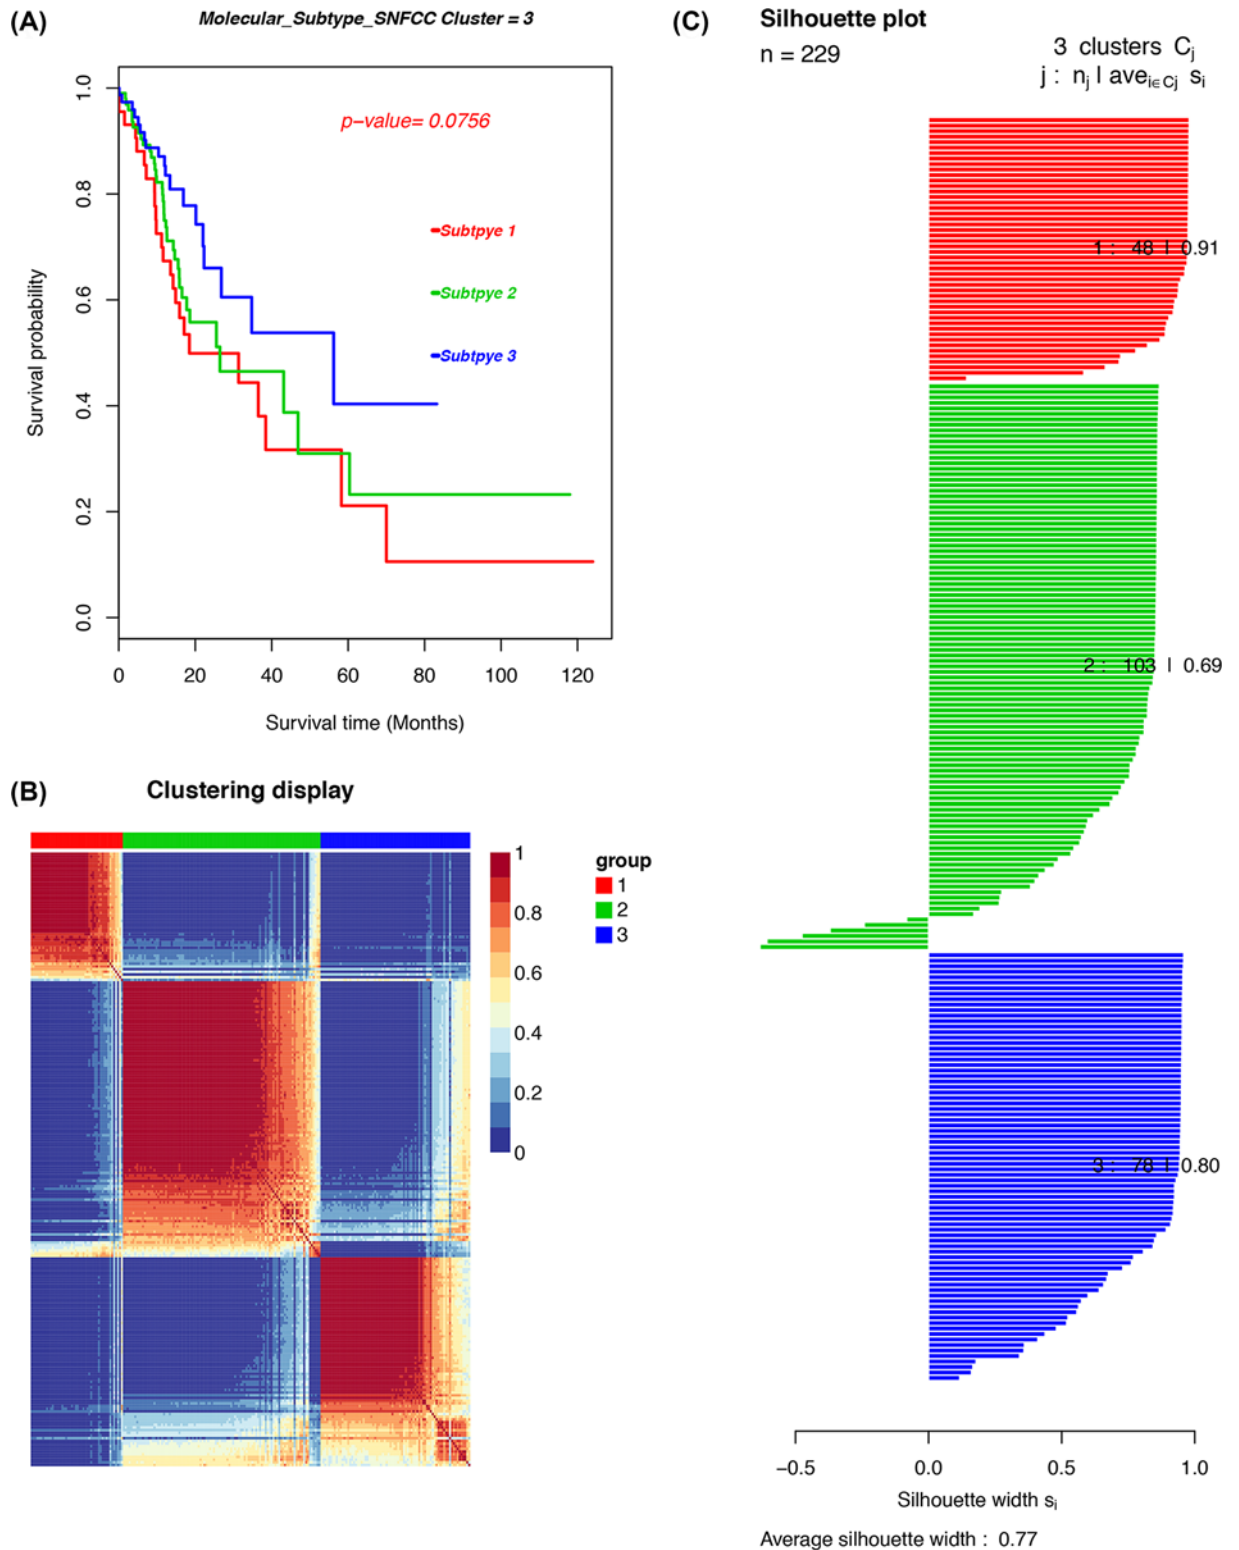 (A)
Molecular_Subtype_SNFCC Cluster = 3
p-value= 0.0756
Subtpye 1
Subtpye 2
Subtpye 3
Survival probability
1.0
0.8
0.6
0.4
0.2
0.0
0 20 40 60 80 100 120
Survival time (Months)
(B)
Clustering display
1
0.8
0.6
0.4
0.2
0
group
1
2
3
(C)
Silhouette plot
n = 229
3 clusters Cj
j : nj | avei∈Cj si
1 : 48 | 0.91
2 : 103 | 0.69
3 : 78 | 0.80
−0.5 0.0 0.5 1.0
Silhouette width si
Average silhouette width : 0.77